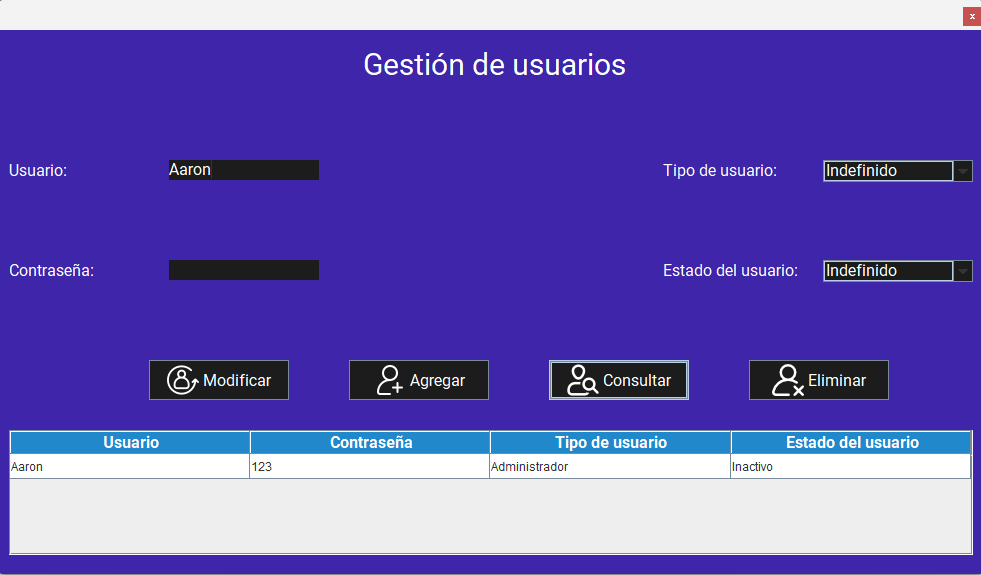 x
Gestión de usuarios
Usuario: Aaron Tipo de usuario: Indefinido
Contraseña: Estado del usuario: Indefinido
Modificar Agregar Consultar Eliminar
Usuario Contraseña Tipo de usuario Estado del usuario
Aaron 123 Administrador Inactivo